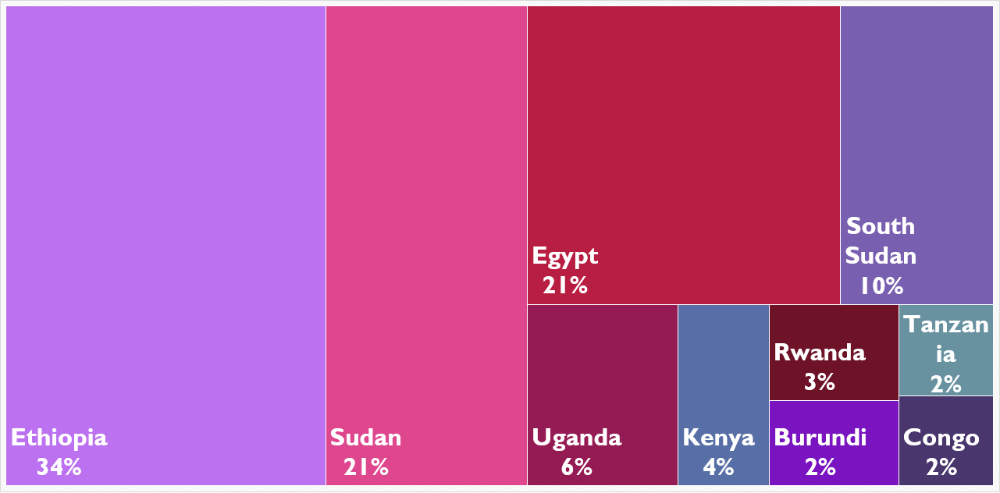 Ethiopia
34%
Sudan
21%
Egypt
21%
South
Sudan
10%
Uganda
6%
Kenya
4%
Rwanda
3%
Burundi
2%
Tanzan
ia
2%
Congo
2%